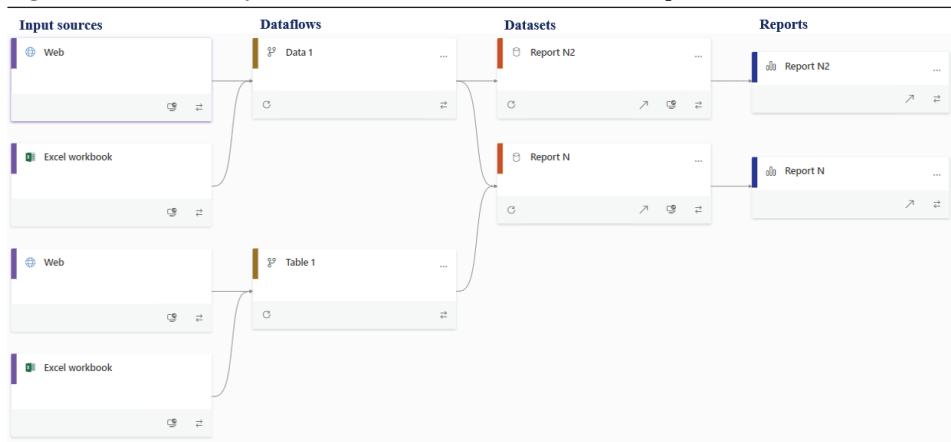 Input sources
Dataflows
Datasets
Reports
Web
Data 1
Report N2
Report N2
Excel workbook
Report N
Report N
Web
Table 1
Excel workbook